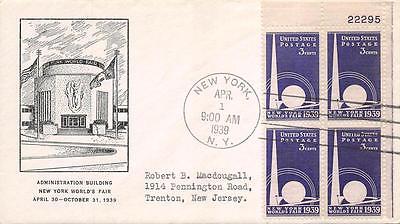 22295
UNITED STATES
POSTAGE
3 CENTS
NEW YORK
WORLD'S FAIR 1939
UNITED STATES
POSTAGE
3 CENTS
NEW YORK
WORLD'S FAIR 1939
NEW YORK,
APR.
1
9:00 AM
1939
N. Y.
UNITED STATES
POSTAGE
3 CENTS
NEW YORK
WORLD'S FAIR 1939
UNITED STATES
POSTAGE
3 CENTS
NEW YORK
WORLD'S FAIR 1939
YORK WORLD FAIR
ADMINISTRATION BUILDING
NEW YORK WORLD'S FAIR
APRIL 30 - OCTOBER 31, 1939
Robert B. Macdougall,
1914 Pennington Road,
Trenton, New Jersey.